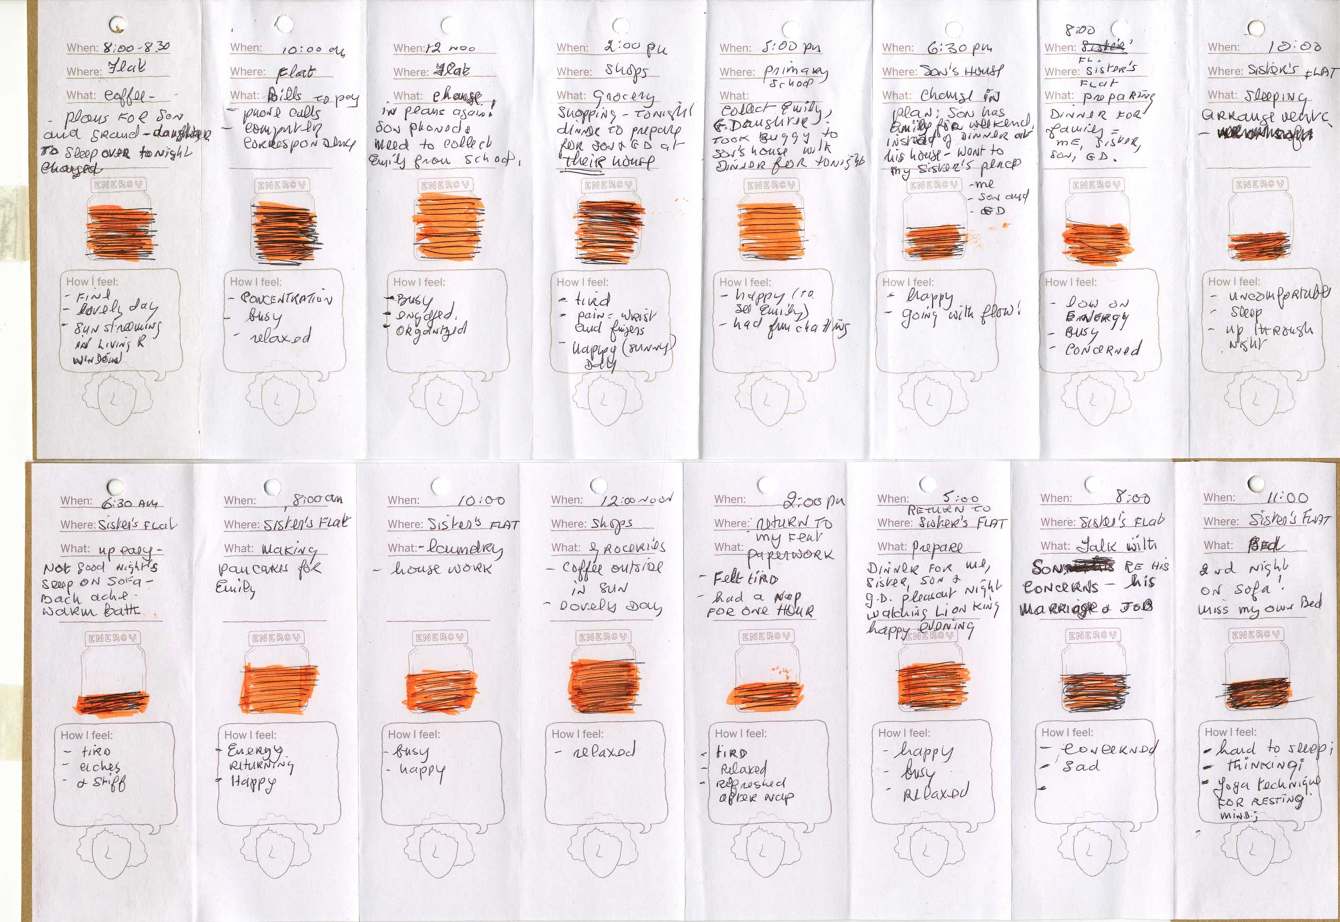 When: 8:00-8:30
Where: Flat
What: Coffee-
- plans for son
and grand-daughter
to sleep over tonight
changed
ENERGY
How I feel:
- FINE
- lovely day
- sun streaming
in living R
window.
When: 10:00 am
Where: Flat
What: Bills to pay
- phone calls
- computer
correspondence
ENERGY
How I feel:
- CONCENTRATION
- busy
- relaxed
When: 12 noo
Where: Flat
What: change
in plans again!
Son phoned.
Need to collect
Emily from school.
ENERGY
How I feel:
- Busy
- engaged.
- organized
When: 2:00 pm
Where: Shops
What: Grocery
shopping - tonight
dinner to prepare
for son & GD at
their house
ENERGY
How I feel:
- tired
- pain - wrist
and fingers
- happy (sunny)
Day
When: 5:00 pm
Where: primary
school
What:
collect Emily,
G. Daughter!
Took buggy to
son's house with
Dinner for tonight
ENERGY
How I feel:
- happy (to
see Emily)
- had fun chatting
When: 6:30 pm
Where: Son's House
What: Change in
plan; son has
Emily for weekend,
instead of dinner at
his house - went to
my sister's place
- me
- son and
- GD
ENERGY
How I feel:
- happy
- going with flow!
8:00
When:
Where: Sister's
Flat
What: preparing
Dinner for
family =
me, sister,
son, GD.
ENERGY
How I feel:
- low on
energy
- Busy
- Concerned
When: 10:00
Where: Sister's FLAT
What: Sleeping
arrangements
ENERGY
How I feel:
- uncomfortable
- sleep
- up through
night
When: 6:30 AM
Where: Sister's Flat
What: up early-
Not good night's
sleep on sofa-
Back ache-
warm bath
ENERGY
How I feel:
- tired
- aches
- & stiff
When: 8:00 am
Where: Sister's Flat
What: Making
pancakes for
Emily
ENERGY
How I feel:
- Energy
returning
- Happy
When: 10:00
Where: Sister's FLAT
What: - laundry
- house work
ENERGY
How I feel:
- busy
- happy
When: 12:00 noon
Where: Shops
What: groceries
- Coffee outside
in sun
- Lovely Day
ENERGY
How I feel:
- relaxed
When: 2:00 pm
Where: return to
my flat
What: paperwork
- Felt tired
- had a nap
for one hour
ENERGY
How I feel:
- tired
- Relaxed
- Refreshed
after nap
When: 5:00
RETURN TO
Where: Sister's FLAT
What: Prepare
Dinner for me,
sister, son &
g.d. pleasant night
watching Lion King
happy evening
ENERGY
How I feel:
- happy
- busy
- Relaxed
When: 8:00
Where: Sister's Flat
What: Talk with
Son re his
concerns - his
marriage & job
ENERGY
How I feel:
- Concerned
- Sad
-
When: 11:00
Where: Sister's FLAT
What: Bed
2nd night
on sofa!
miss my own Bed
ENERGY
How I feel:
- hard to sleep;
- thinking;
- Yoga technique
for resting
mind;